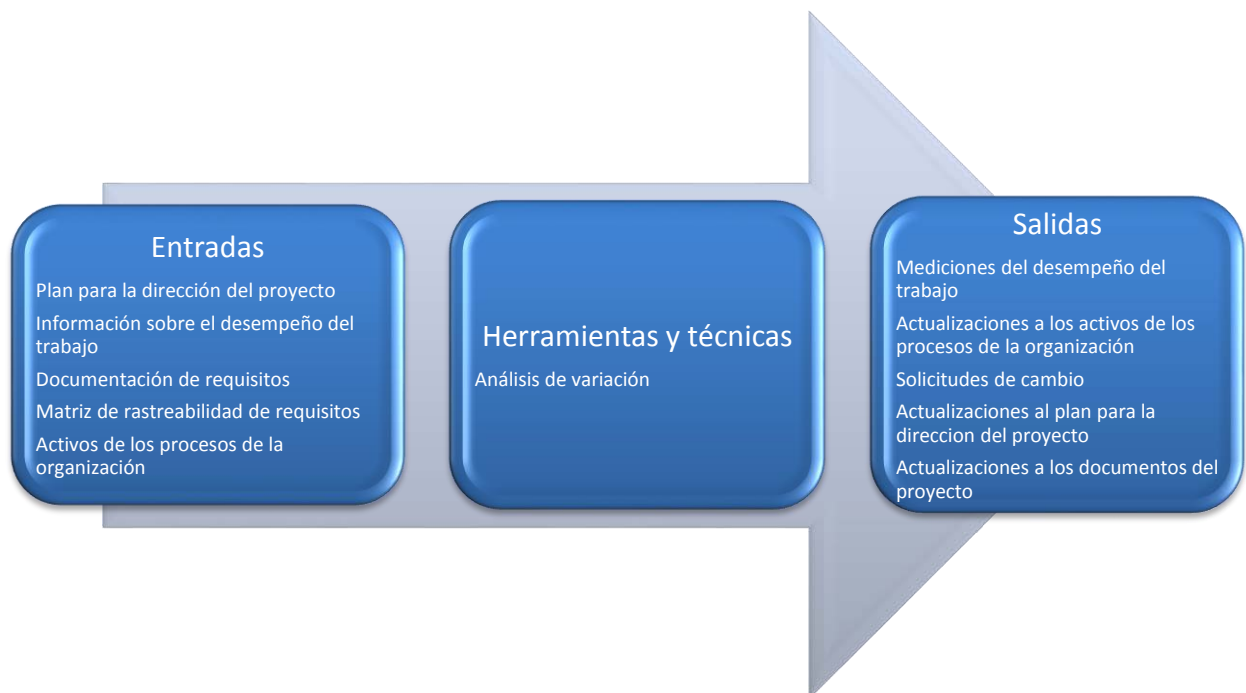 Entradas
Plan para la dirección del proyecto
Información sobre el desempeño del
trabajo
Documentación de requisitos
Matriz de rastreabilidad de requisitos
Activos de los procesos de la
organización
Herramientas y técnicas
Análisis de variación
Salidas
Mediciones del desempeño del
trabajo
Actualizaciones a los activos de los
procesos de la organización
Solicitudes de cambio
Actualizaciones al plan para la
direccion del proyecto
Actualizaciones a los documentos del
proyecto